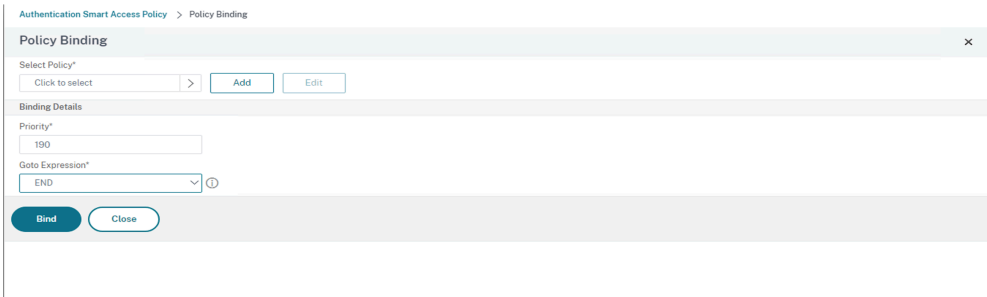 Authentication Smart Access Policy > Policy Binding
Policy Binding ×
Select Policy*
Click to select > Add Edit
Binding Details
Priority*
190
Goto Expression*
END
Bind Close